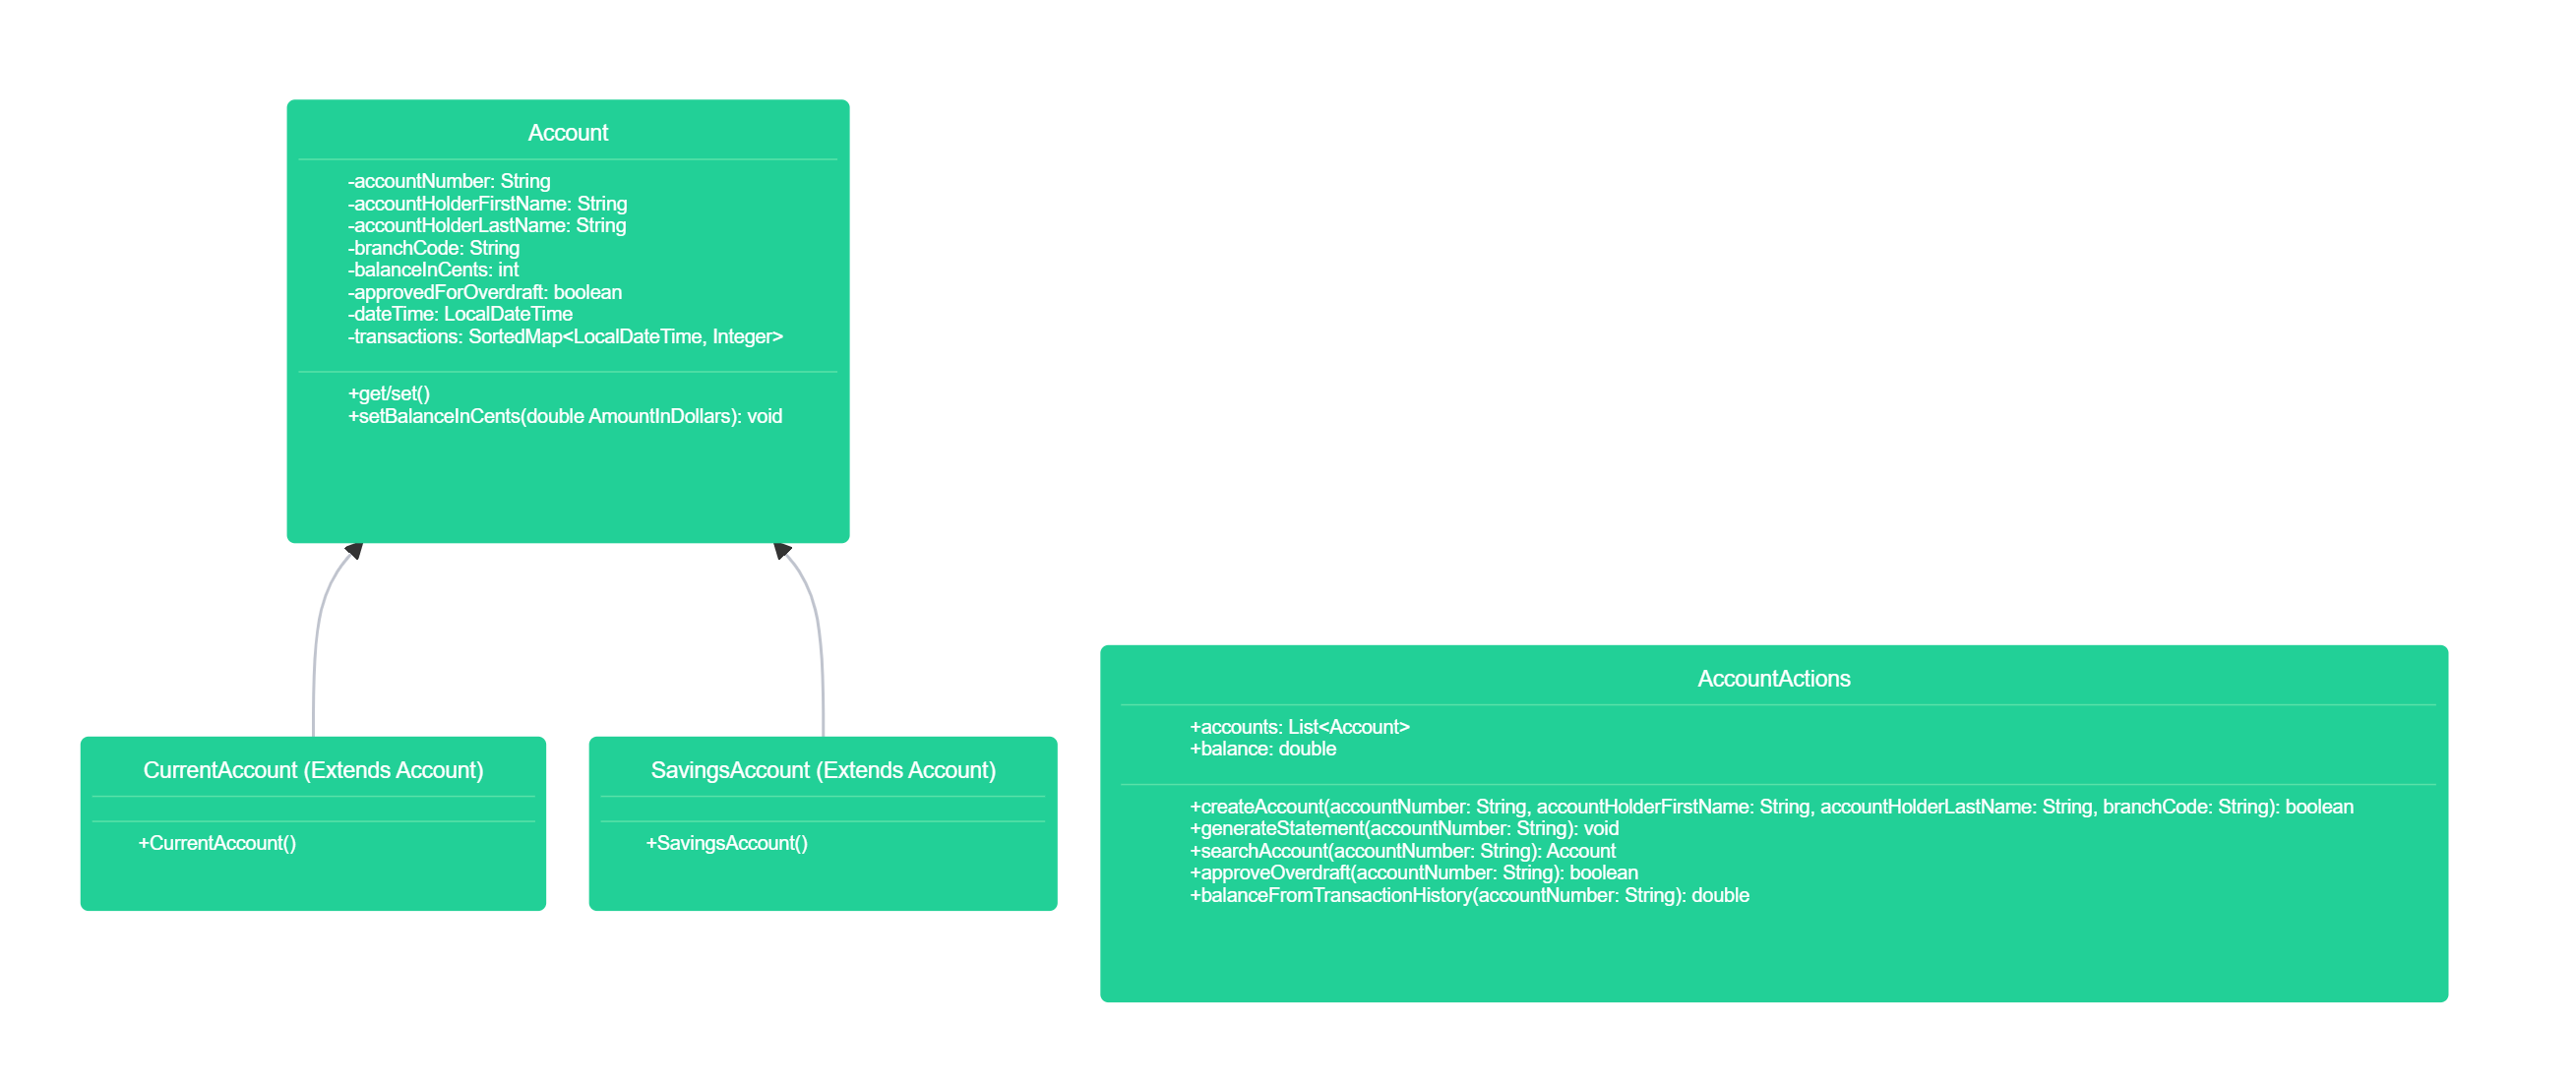 Account
-accountNumber: String
-accountHolderFirstName: String
-accountHolderLastName: String
-branchCode: String
-balanceInCents: int
-approvedForOverdraft: boolean
-dateTime: LocalDateTime
-transactions: SortedMap<LocalDateTime, Integer>
+get/set()
+setBalanceInCents(double AmountInDollars): void
CurrentAccount (Extends Account)
+CurrentAccount()
SavingsAccount (Extends Account)
+SavingsAccount()
AccountActions
+accounts: List<Account>
+balance: double
+createAccount(accountNumber: String, accountHolderFirstName: String, accountHolderLastName: String, branchCode: String): boolean
+generateStatement(accountNumber: String): void
+searchAccount(accountNumber: String): Account
+approveOverdraft(accountNumber: String): boolean
+balanceFromTransactionHistory(accountNumber: String): double